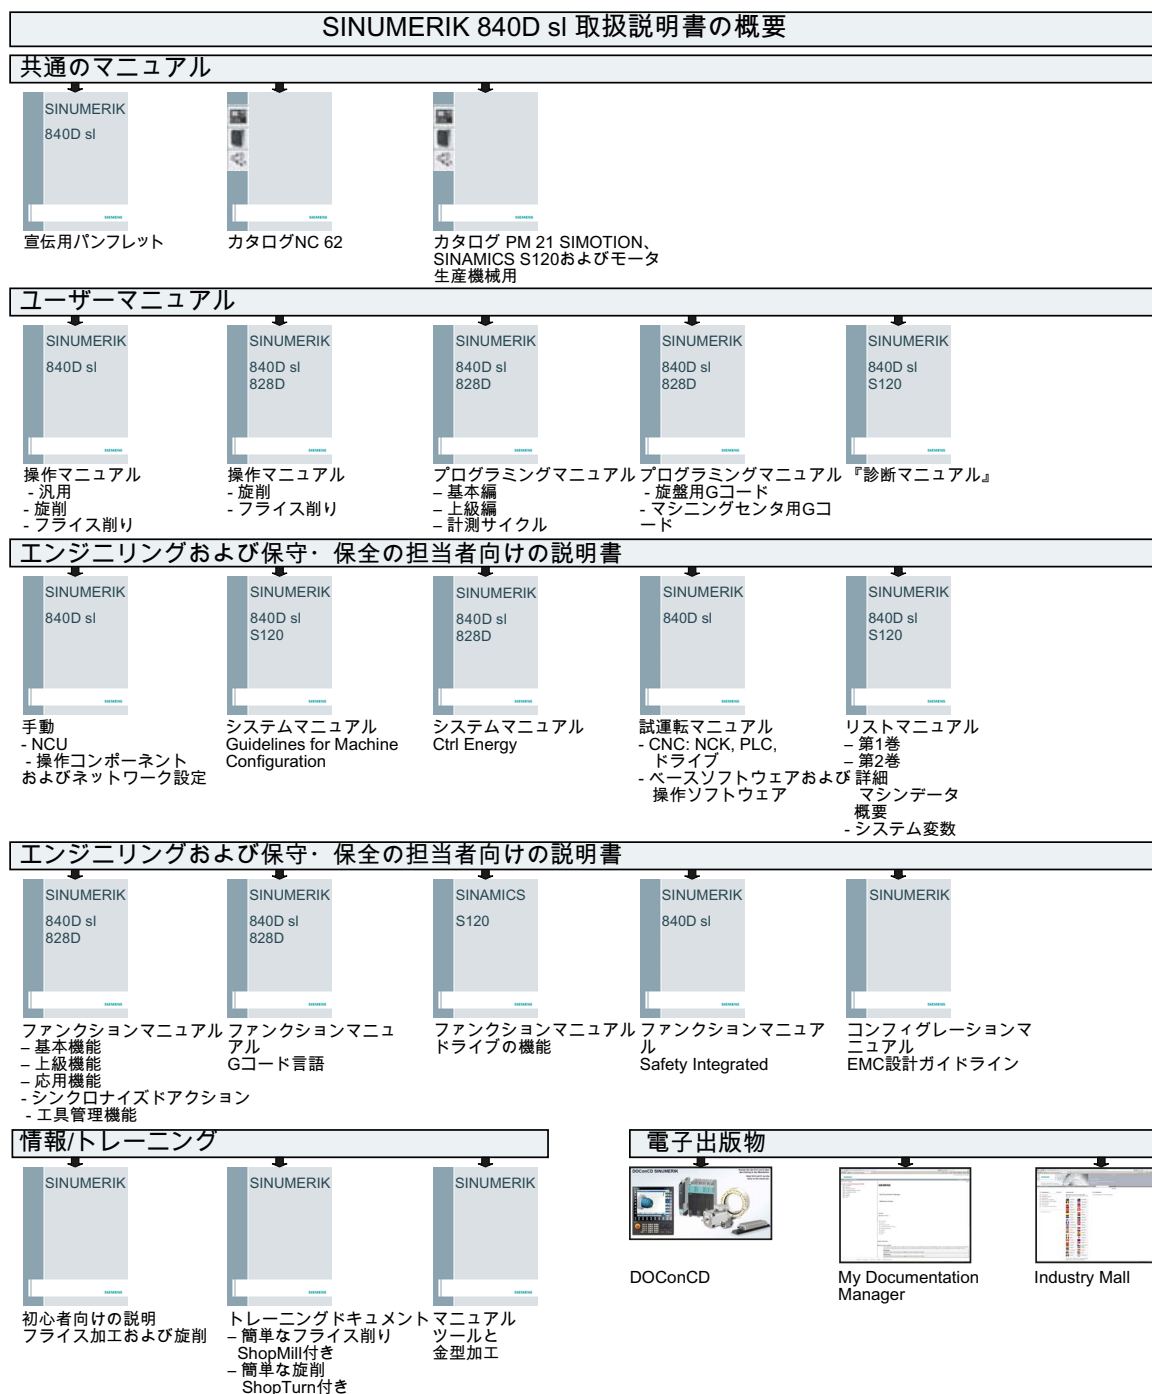 SINUMERIK 840D sl 取扱説明書の概要
共通のマニュアル
SINUMERIK
840D sl
SIEMENS
宣伝用パンフレット
SIEMENS
カタログNC 62
SIEMENS
カタログ PM 21 SIMOTION、
SINAMICS S120およびモータ
生産機械用
ユーザーマニュアル
SINUMERIK
840D sl
SIEMENS
操作マニュアル
- 汎用
- 旋削
- フライス削り
SINUMERIK
840D sl
828D
SIEMENS
操作マニュアル
- 旋削
- フライス削り
SINUMERIK
840D sl
828D
SIEMENS
プログラミングマニュアル
– 基本編
– 上級編
– 計測サイクル
SINUMERIK
840D sl
828D
SIEMENS
プログラミングマニュアル
- 旋盤用Gコード
- マシニングセンタ用Gコ
ード
SINUMERIK
840D sl
S120
SIEMENS
『診断マニュアル』
エンジニリングおよび保守・保全の担当者向けの説明書
SINUMERIK
840D sl
SIEMENS
手動
- NCU
- 操作コンポーネント
およびネットワーク設定
SINUMERIK
840D sl
S120
SIEMENS
システムマニュアル
Guidelines for Machine
Configuration
SINUMERIK
840D sl
828D
SIEMENS
システムマニュアル
Ctrl Energy
SINUMERIK
840D sl
SIEMENS
試運転マニュアル
- CNC: NCK, PLC,
ドライブ
- ベースソフトウェアおよび
操作ソフトウェア
SINUMERIK
840D sl
S120
SIEMENS
リストマニュアル
– 第1巻
– 第2巻
詳細
マシンデータ
概要
- システム変数
エンジニリングおよび保守・保全の担当者向けの説明書
SINUMERIK
840D sl
828D
SIEMENS
ファンクションマニュアル
– 基本機能
– 上級機能
– 応用機能
- シンクロナイズドアクション
- 工具管理機能
SINUMERIK
840D sl
828D
SIEMENS
ファンクションマニュ
アル
Gコード言語
SINAMICS
S120
SIEMENS
ファンクションマニュアル
ドライブの機能
SINUMERIK
840D sl
SIEMENS
ファンクションマニュア
ル
Safety Integrated
SINUMERIK
SIEMENS
コンフィグレーションマ
ニュアル
EMC設計ガイドライン
情報/トレーニング
SINUMERIK
SIEMENS
初心者向けの説明
フライス加工および旋削
SINUMERIK
SIEMENS
トレーニングドキュメント
– 簡単なフライス削り
ShopMill付き
– 簡単な旋削
ShopTurn付き
SINUMERIK
SIEMENS
マニュアル
ツールと
金型加工
電子出版物
DOConCD SINUMERIK
DOConCD
My Documentation
Manager
Industry Mall